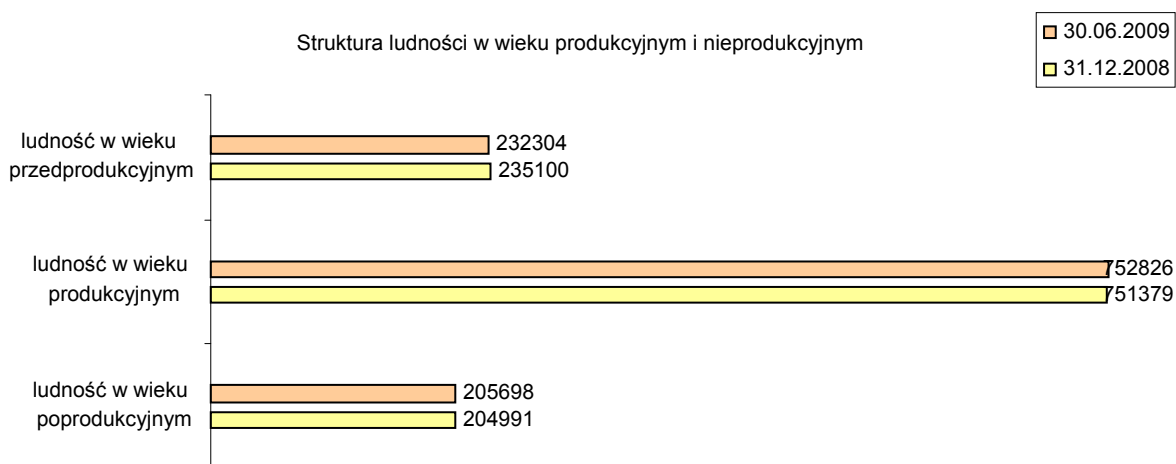 Struktura ludności w wieku produkcyjnym i nieprodukcyjnym
30.06.2009
31.12.2008
ludność w wieku
przedprodukcyjnym
232304
235100
ludność w wieku
produkcyjnym
752826
751379
ludność w wieku
poprodukcyjnym
205698
204991